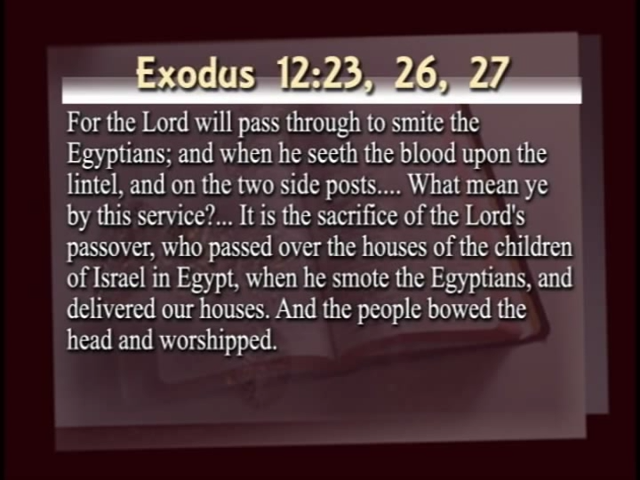 Exodus 12:23, 26, 27
For the Lord will pass through to smite the
Egyptians; and when he seeth the blood upon the
lintel, and on the two side posts.... What mean ye
by this service?... It is the sacrifice of the Lord's
passover, who passed over the houses of the children
of Israel in Egypt, when he smote the Egyptians, and
delivered our houses. And the people bowed the
head and worshipped.